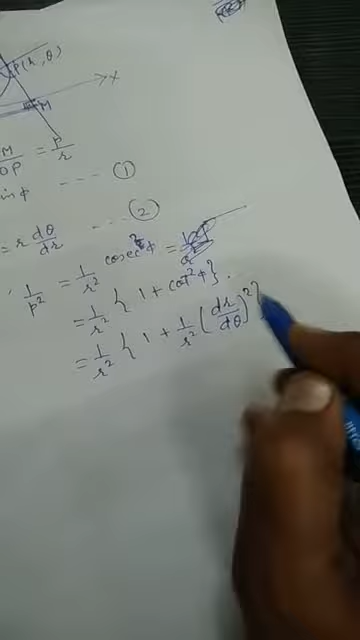 P(r, θ)
X
M
M/OP = P/r
sin φ ---- ①
= r dθ/dr ---- ②
∴ 1/p² = 1/r² cosec²φ =
= 1/r² { 1 + cot²φ } .
= 1/r² { 1 + 1/r² (dr/dθ)² }